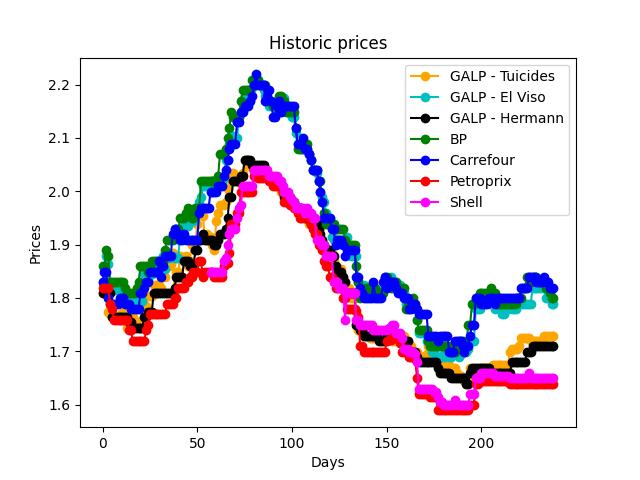 Historic prices
GALP - Tuicides
GALP - El Viso
GALP - Hermann
BP
Carrefour
Petroprix
Shell
Prices
2.2
2.1
2.0
1.9
1.8
1.7
1.6
0 50 100 150 200
Days